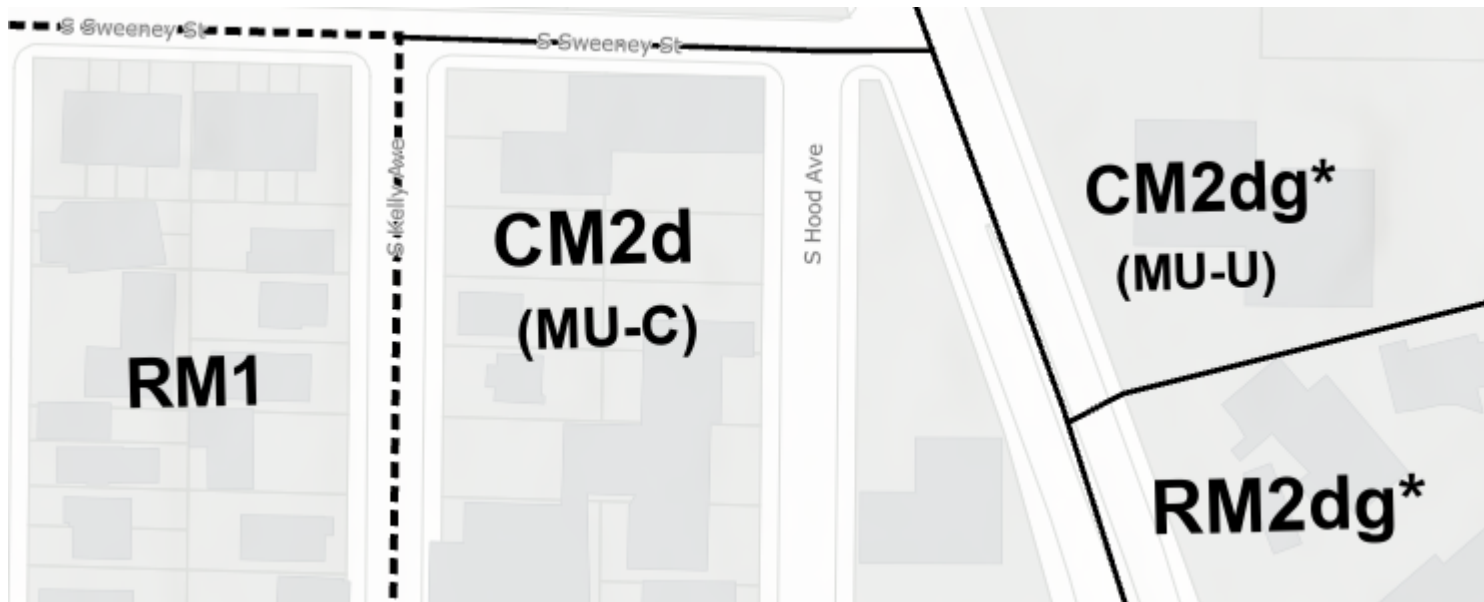 S Sweeney St
S Sweeney St
S Kelly Ave
S Hood Ave
CM2d
(MU-C)
CM2dg*
(MU-U)
RM1
RM2dg*